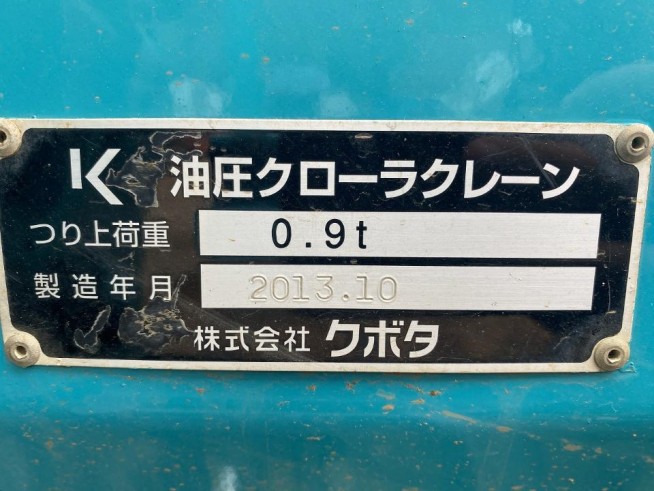 K 油圧クローラクレーン
つり上荷重 0.9t
製造年月 2013.10
株式会社 クボタ